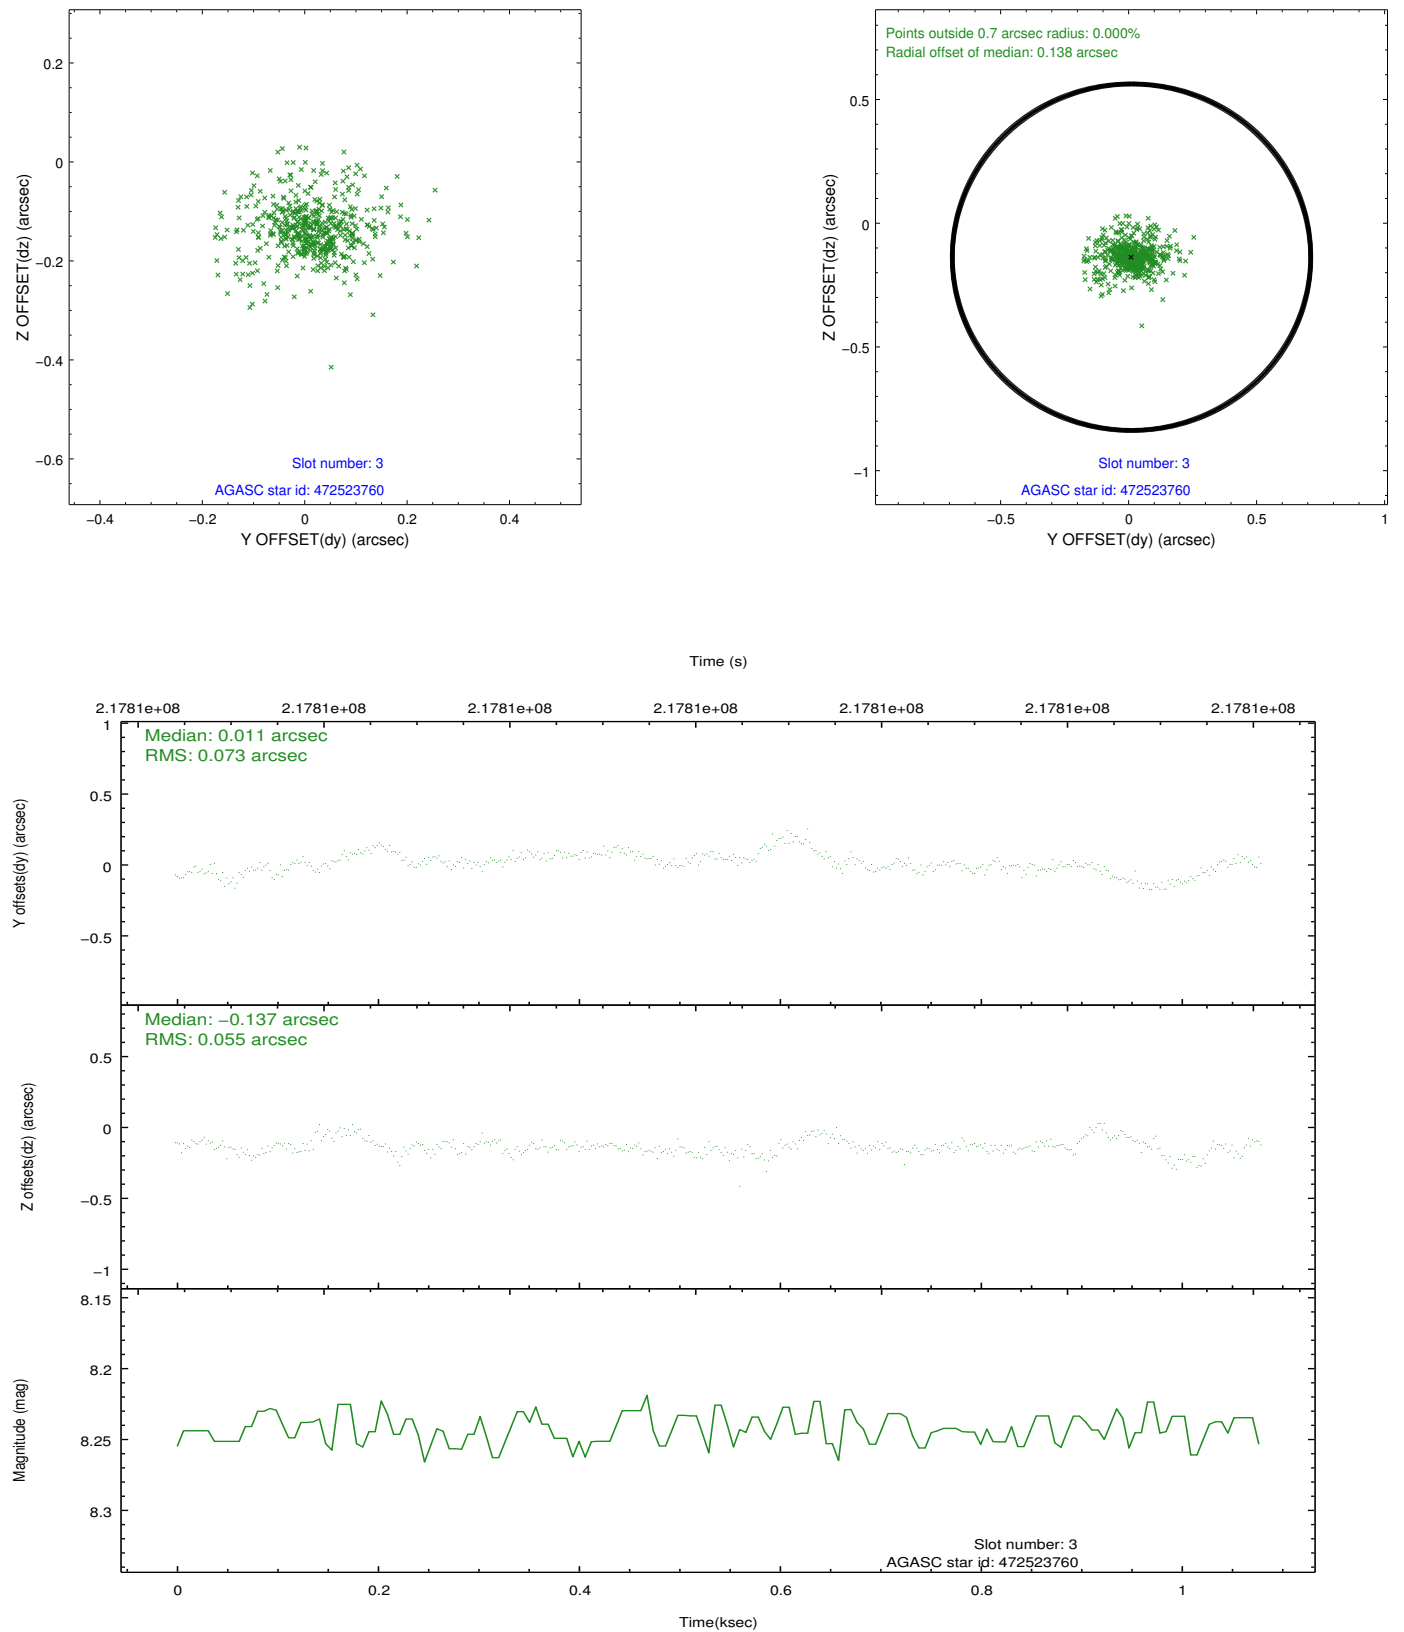 0.2
0
−0.2
−0.4
−0.6
Z OFFSET(dz) (arcsec)
Slot number: 3
AGASC star id: 472523760
−0.4 −0.2 0 0.2 0.4
Y OFFSET(dy) (arcsec)
Points outside 0.7 arcsec radius: 0.000%
Radial offset of median: 0.138 arcsec
0.5
0
−0.5
−1
Z OFFSET(dz) (arcsec)
Slot number: 3
AGASC star id: 472523760
−0.5 0 0.5 1
Y OFFSET(dy) (arcsec)
Time (s)
2.1781e+08 2.1781e+08 2.1781e+08 2.1781e+08 2.1781e+08 2.1781e+08 2.1781e+08
Median: 0.011 arcsec
RMS: 0.073 arcsec
1
0.5
0
−0.5
Y offsets(dy) (arcsec)
Median: −0.137 arcsec
RMS: 0.055 arcsec
0.5
0
−0.5
−1
Z offsets(dz) (arcsec)
8.15
8.2
8.25
8.3
Magnitude (mag)
Slot number: 3
AGASC star id: 472523760
0 0.2 0.4 0.6 0.8 1
Time(ksec)